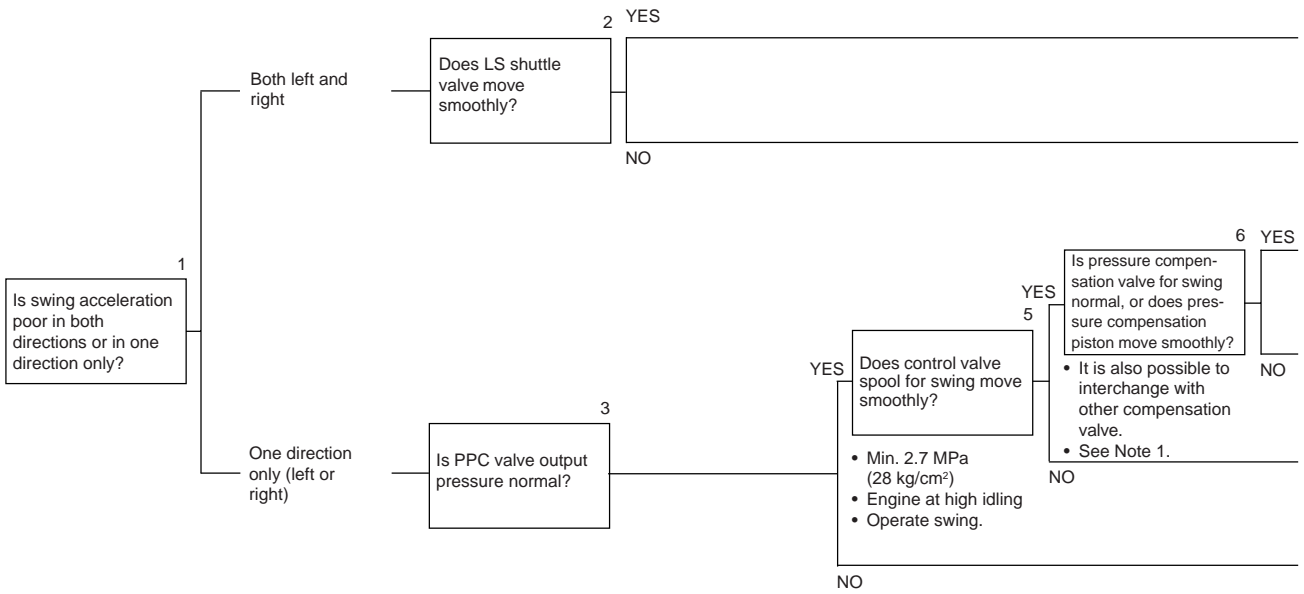 1
Is swing acceleration
poor in both
directions or in one
direction only?
Both left and
right
2
Does LS shuttle
valve move
smoothly?
YES
NO
One direction
only (left or
right)
3
Is PPC valve output
pressure normal?
YES
5
Does control valve
spool for swing move
smoothly?
• Min. 2.7 MPa
(28 kg/cm²)
• Engine at high idling
• Operate swing.
NO
YES
6
Is pressure compen-
sation valve for swing
normal, or does pres-
sure compensation
piston move smoothly?
• It is also possible to
interchange with
other compensation
valve.
• See Note 1.
NO
YES
NO